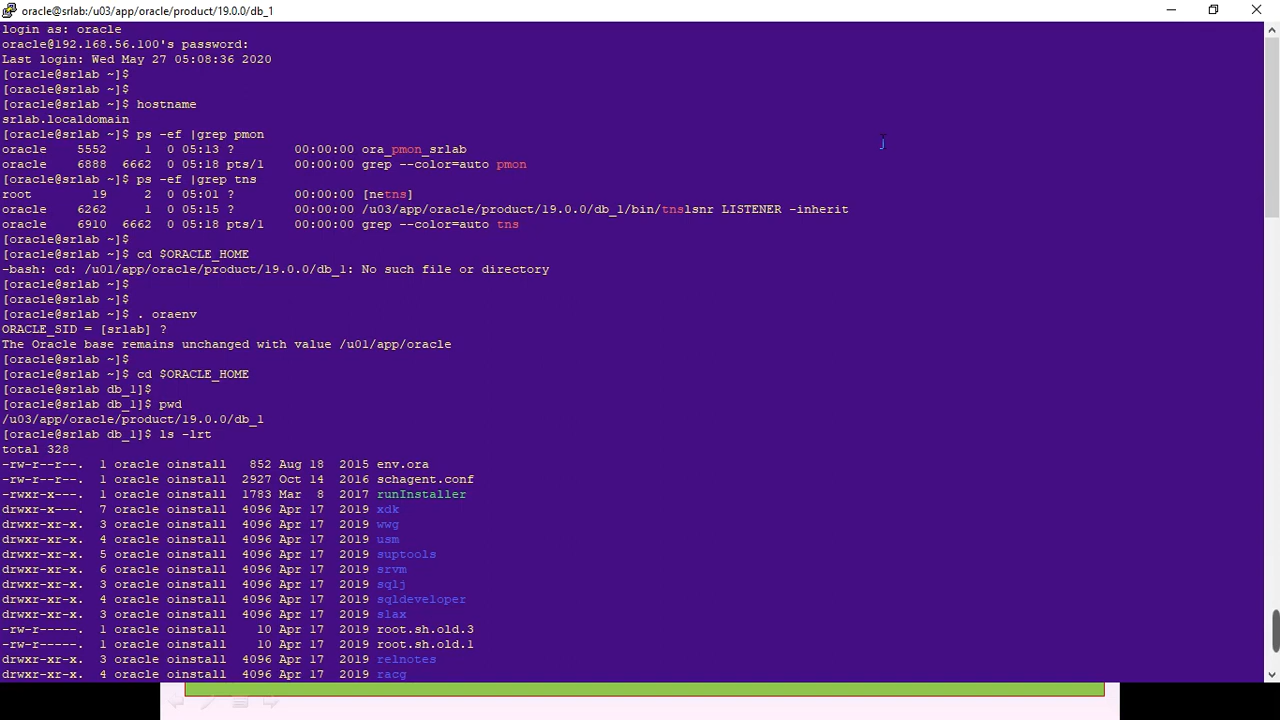 oracle@srlab:/u03/app/oracle/product/19.0.0/db_1
login as: oracle
oracle@192.168.56.100's password:
Last login: Wed May 27 05:08:36 2020
[oracle@srlab ~]$
[oracle@srlab ~]$
[oracle@srlab ~]$ hostname
srlab.localdomain
[oracle@srlab ~]$ ps -ef |grep pmon
oracle    5552     1  0 05:13 ?        00:00:00 ora_pmon_srlab
oracle    6888  6662  0 05:18 pts/1    00:00:00 grep --color=auto pmon
[oracle@srlab ~]$ ps -ef |grep tns
root        19     2  0 05:01 ?        00:00:00 [netns]
oracle    6262     1  0 05:15 ?        00:00:00 /u03/app/oracle/product/19.0.0/db_1/bin/tnslsnr LISTENER -inherit
oracle    6910  6662  0 05:18 pts/1    00:00:00 grep --color=auto tns
[oracle@srlab ~]$
[oracle@srlab ~]$ cd $ORACLE_HOME
-bash: cd: /u01/app/oracle/product/19.0.0/db_1: No such file or directory
[oracle@srlab ~]$
[oracle@srlab ~]$
[oracle@srlab ~]$ . oraenv
ORACLE_SID = [srlab] ?
The Oracle base remains unchanged with value /u01/app/oracle
[oracle@srlab ~]$
[oracle@srlab ~]$ cd $ORACLE_HOME
[oracle@srlab db_1]$
[oracle@srlab db_1]$ pwd
/u03/app/oracle/product/19.0.0/db_1
[oracle@srlab db_1]$ ls -lrt
total 328
-rw-r--r--.  1 oracle oinstall   852 Aug 18  2015 env.ora
-rw-r--r--.  1 oracle oinstall  2927 Oct 14  2016 schagent.conf
-rwxr-x---.  1 oracle oinstall  1783 Mar  8  2017 runInstaller
drwxr-x---.  7 oracle oinstall  4096 Apr 17  2019 xdk
drwxr-xr-x.  3 oracle oinstall  4096 Apr 17  2019 wwg
drwxr-xr-x.  4 oracle oinstall  4096 Apr 17  2019 usm
drwxr-xr-x.  5 oracle oinstall  4096 Apr 17  2019 suptools
drwxr-xr-x.  6 oracle oinstall  4096 Apr 17  2019 srvm
drwxr-xr-x.  3 oracle oinstall  4096 Apr 17  2019 sqlj
drwxr-xr-x.  4 oracle oinstall  4096 Apr 17  2019 sqldeveloper
drwxr-xr-x.  3 oracle oinstall  4096 Apr 17  2019 slax
-rw-r-----.  1 oracle oinstall    10 Apr 17  2019 root.sh.old.3
-rw-r-----.  1 oracle oinstall    10 Apr 17  2019 root.sh.old.1
drwxr-xr-x.  3 oracle oinstall  4096 Apr 17  2019 relnotes
drwxr-xr-x.  4 oracle oinstall  4096 Apr 17  2019 racg